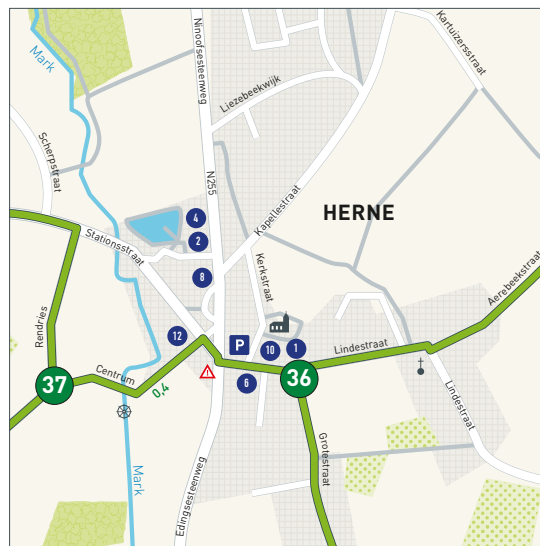 Mark
Ninoofsesteenweg
Kartuizersstraat
Liezebeekwijk
Scherpstraat
N255
Kapellestraat
HERNE
4
2
Stationsstraat
Kerkstraat
8
Aerebeekstraat
Rendries
12
P
10
1
Lindestraat
37
Centrum
0,4
6
36
Lindestraat
Grotestraat
Mark
Edingsesteenweg